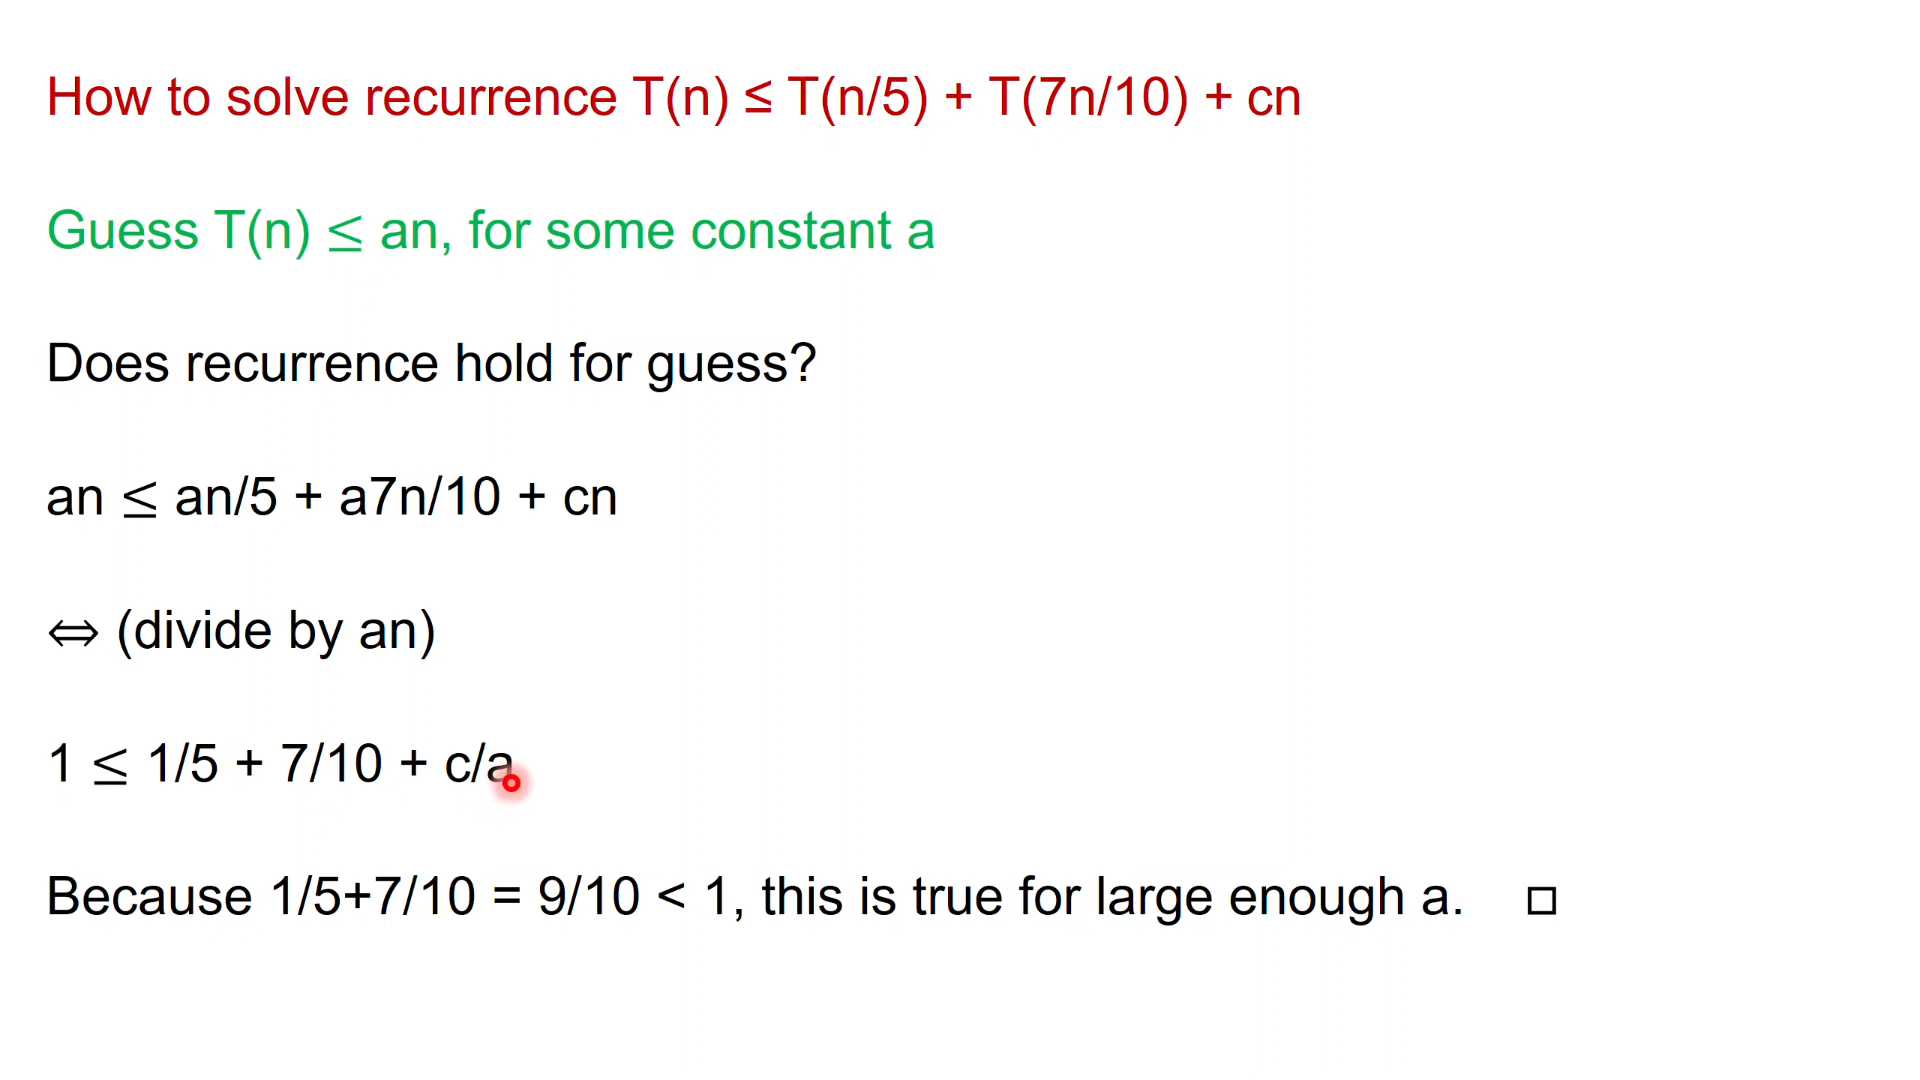 How to solve recurrence T(n) ≤ T(n/5) + T(7n/10) + cn
Guess T(n) ≤ an, for some constant a
Does recurrence hold for guess?
an ≤ an/5 + a7n/10 + cn
⇔ (divide by an)
1 ≤ 1/5 + 7/10 + c/a
Because 1/5+7/10 = 9/10 < 1, this is true for large enough a. □